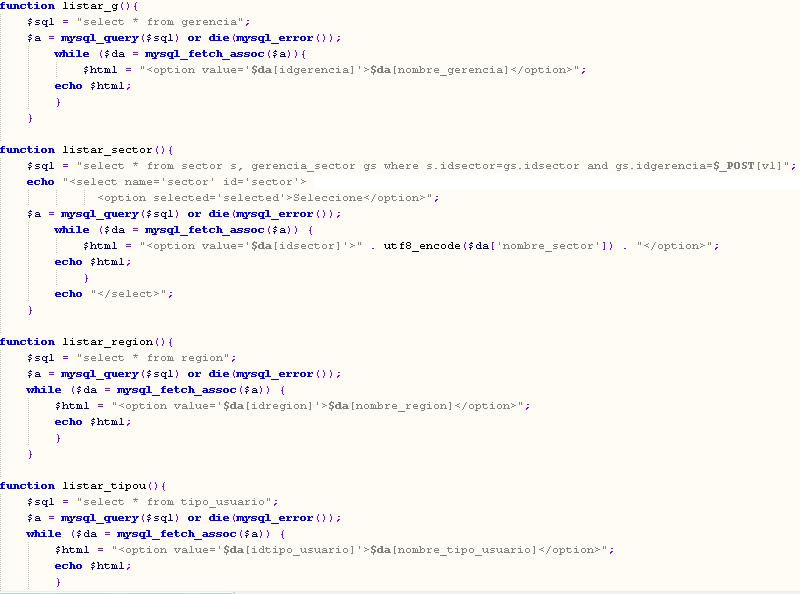 function listar_g(){
$sql = "select * from gerencia";
$a = mysql_query($sql) or die(mysql_error());
while ($da = mysql_fetch_assoc($a)){
$html = "<option value='$da[idgerencia]'>$da[nombre_gerencia]</option>";
echo $html;
}
}
function listar_sector(){
$sql = "select * from sector s, gerencia_sector gs where s.idsector=gs.idsector and gs.idgerencia=$_POST[vl]";
echo "<select name='sector' id='sector'>
<option selected='selected'>Seleccione</option>";
$a = mysql_query($sql) or die(mysql_error());
while ($da = mysql_fetch_assoc($a)) {
$html = "<option value='$da[idsector]'>" . utf8_encode($da['nombre_sector']) . "</option>";
echo $html;
}
echo "</select>";
}
function listar_region(){
$sql = "select * from region";
$a = mysql_query($sql) or die(mysql_error());
while ($da = mysql_fetch_assoc($a)) {
$html = "<option value='$da[idregion]'>$da[nombre_region]</option>";
echo $html;
}
}
function listar_tipou(){
$sql = "select * from tipo_usuario";
$a = mysql_query($sql) or die(mysql_error());
while ($da = mysql_fetch_assoc($a)) {
$html = "<option value='$da[idtipo_usuario]'>$da[nombre_tipo_usuario]</option>";
echo $html;
}